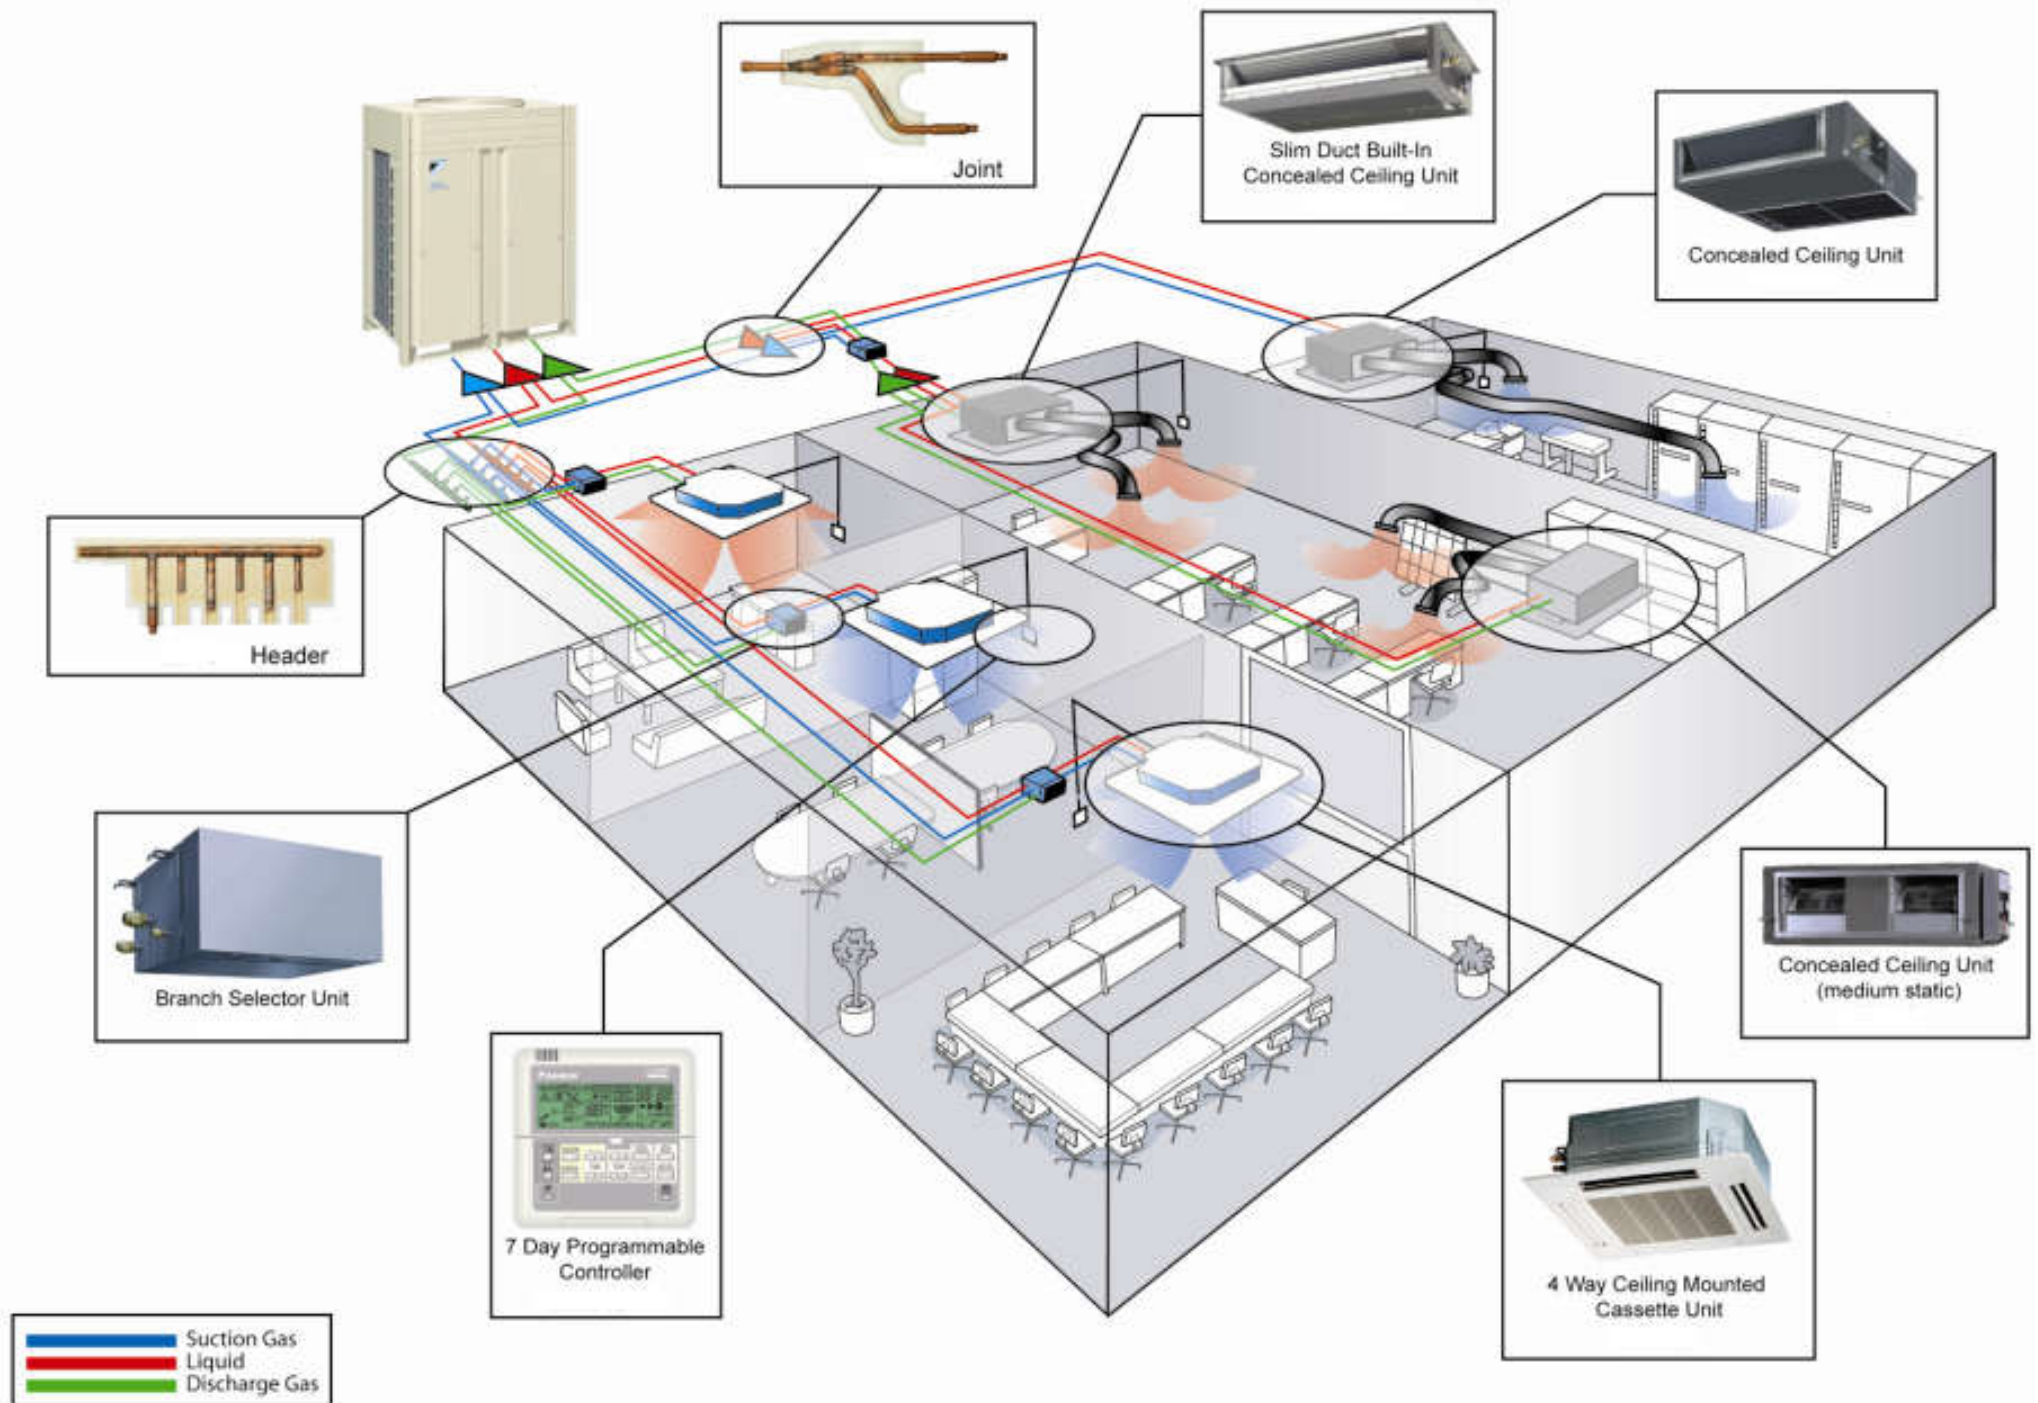 Joint
Slim Duct Built-In
Concealed Ceiling Unit
Concealed Ceiling Unit
Header
Branch Selector Unit
7 Day Programmable
Controller
Concealed Ceiling Unit
(medium static)
4 Way Ceiling Mounted
Cassette Unit
Suction Gas
Liquid
Discharge Gas